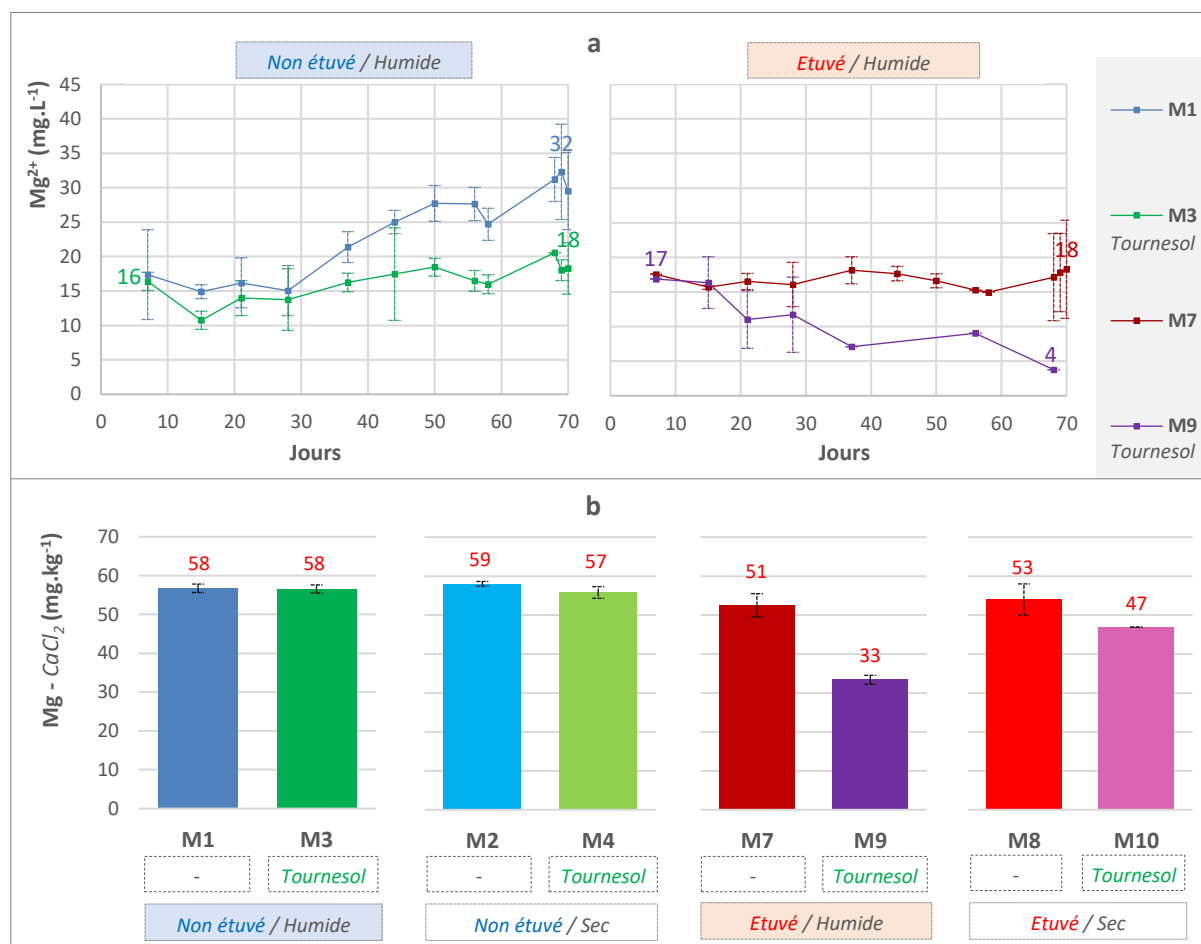 a
Non étuvé / Humide
Etuvé / Humide
Mg²⁺ (mg.L⁻¹)
45
40
35
30
25
20
15
10
5
0
32
18
16
0 10 20 30 40 50 60 70
Jours
17
18
4
0 10 20 30 40 50 60 70
Jours
M1
M3
Tournesol
M7
M9
Tournesol
b
Mg - CaCl₂ (mg.kg⁻¹)
70
60
50
40
30
20
10
0
58 58 59 57 51 33 53 47
M1 M3 M2 M4 M7 M9 M8 M10
- Tournesol - Tournesol - Tournesol - Tournesol
Non étuvé / Humide Non étuvé / Sec Etuvé / Humide Etuvé / Sec